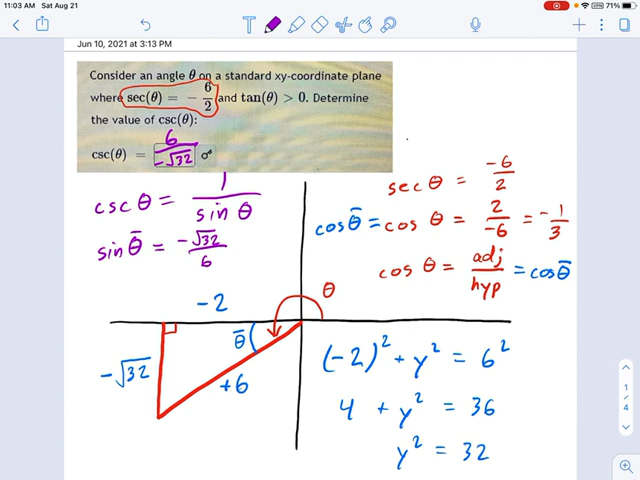 11:03 AM Sat Aug 21
71%
Jun 10, 2021 at 3:13 PM
Consider an angle θ on a standard xy-coordinate plane
where sec(θ) = − 6/2 and tan(θ) > 0. Determine
the value of csc(θ):
csc(θ) = 6/−√32
csc θ = 1/sin θ
sin θ̄ = −√32/6
sec θ = −6/2
cos θ̄ = cos θ = 2/−6 = −1/3
cos θ = adj/hyp = cos θ̄
θ
−2
θ̄
−√32
+6
(−2)² + y² = 6²
4 + y² = 36
y² = 32
1/4